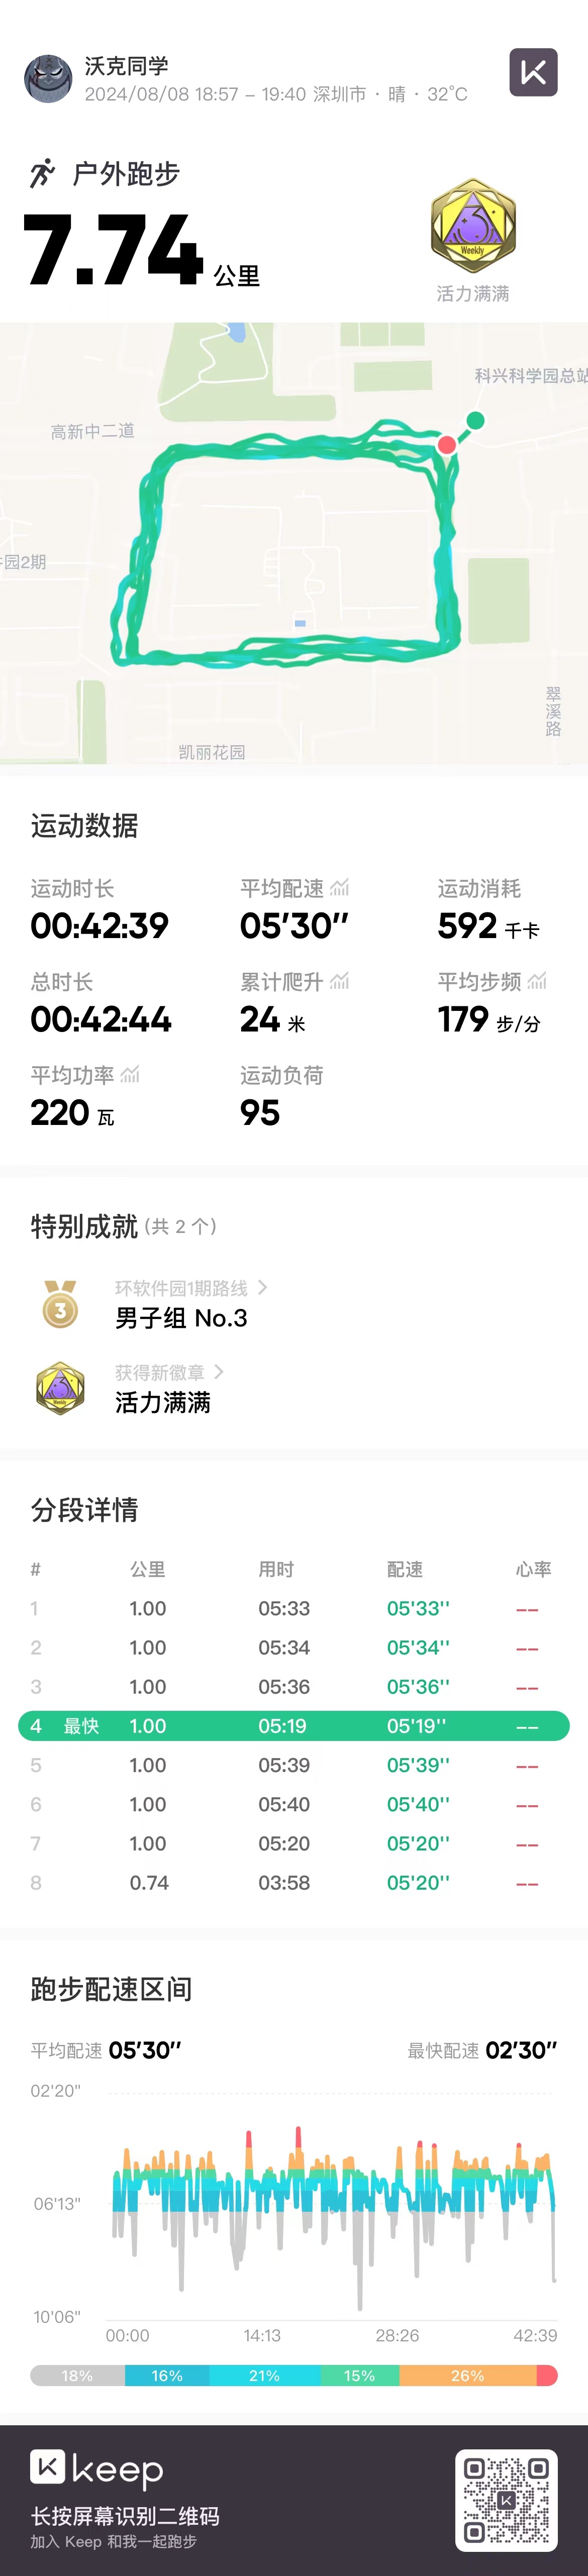 沃克同学
2024/08/08 18:57 - 19:40 深圳市 · 晴 · 32°C
户外跑步
7.74 公里
3
Weekly
活力满满
科兴科学园总站
高新中二道
园2期
翠溪路
凯丽花园
运动数据
运动时长 平均配速 运动消耗
00:42:39 05'30" 592 千卡
总时长 累计爬升 平均步频
00:42:44 24 米 179 步/分
平均功率 运动负荷
220 瓦 95
特别成就 (共 2 个)
3
环软件园1期路线 >
男子组 No.3
3
Weekly
获得新徽章 >
活力满满
分段详情
# 公里 用时 配速 心率
1 1.00 05:33 05'33'' --
2 1.00 05:34 05'34'' --
3 1.00 05:36 05'36'' --
4 最快 1.00 05:19 05'19'' --
5 1.00 05:39 05'39'' --
6 1.00 05:40 05'40'' --
7 1.00 05:20 05'20'' --
8 0.74 03:58 05'20'' --
跑步配速区间
平均配速 05'30" 最快配速 02'30"
02'20"
06'13"
10'06"
00:00 14:13 28:26 42:39
18% 16% 21% 15% 26%
keep
长按屏幕识别二维码
加入 Keep 和我一起跑步